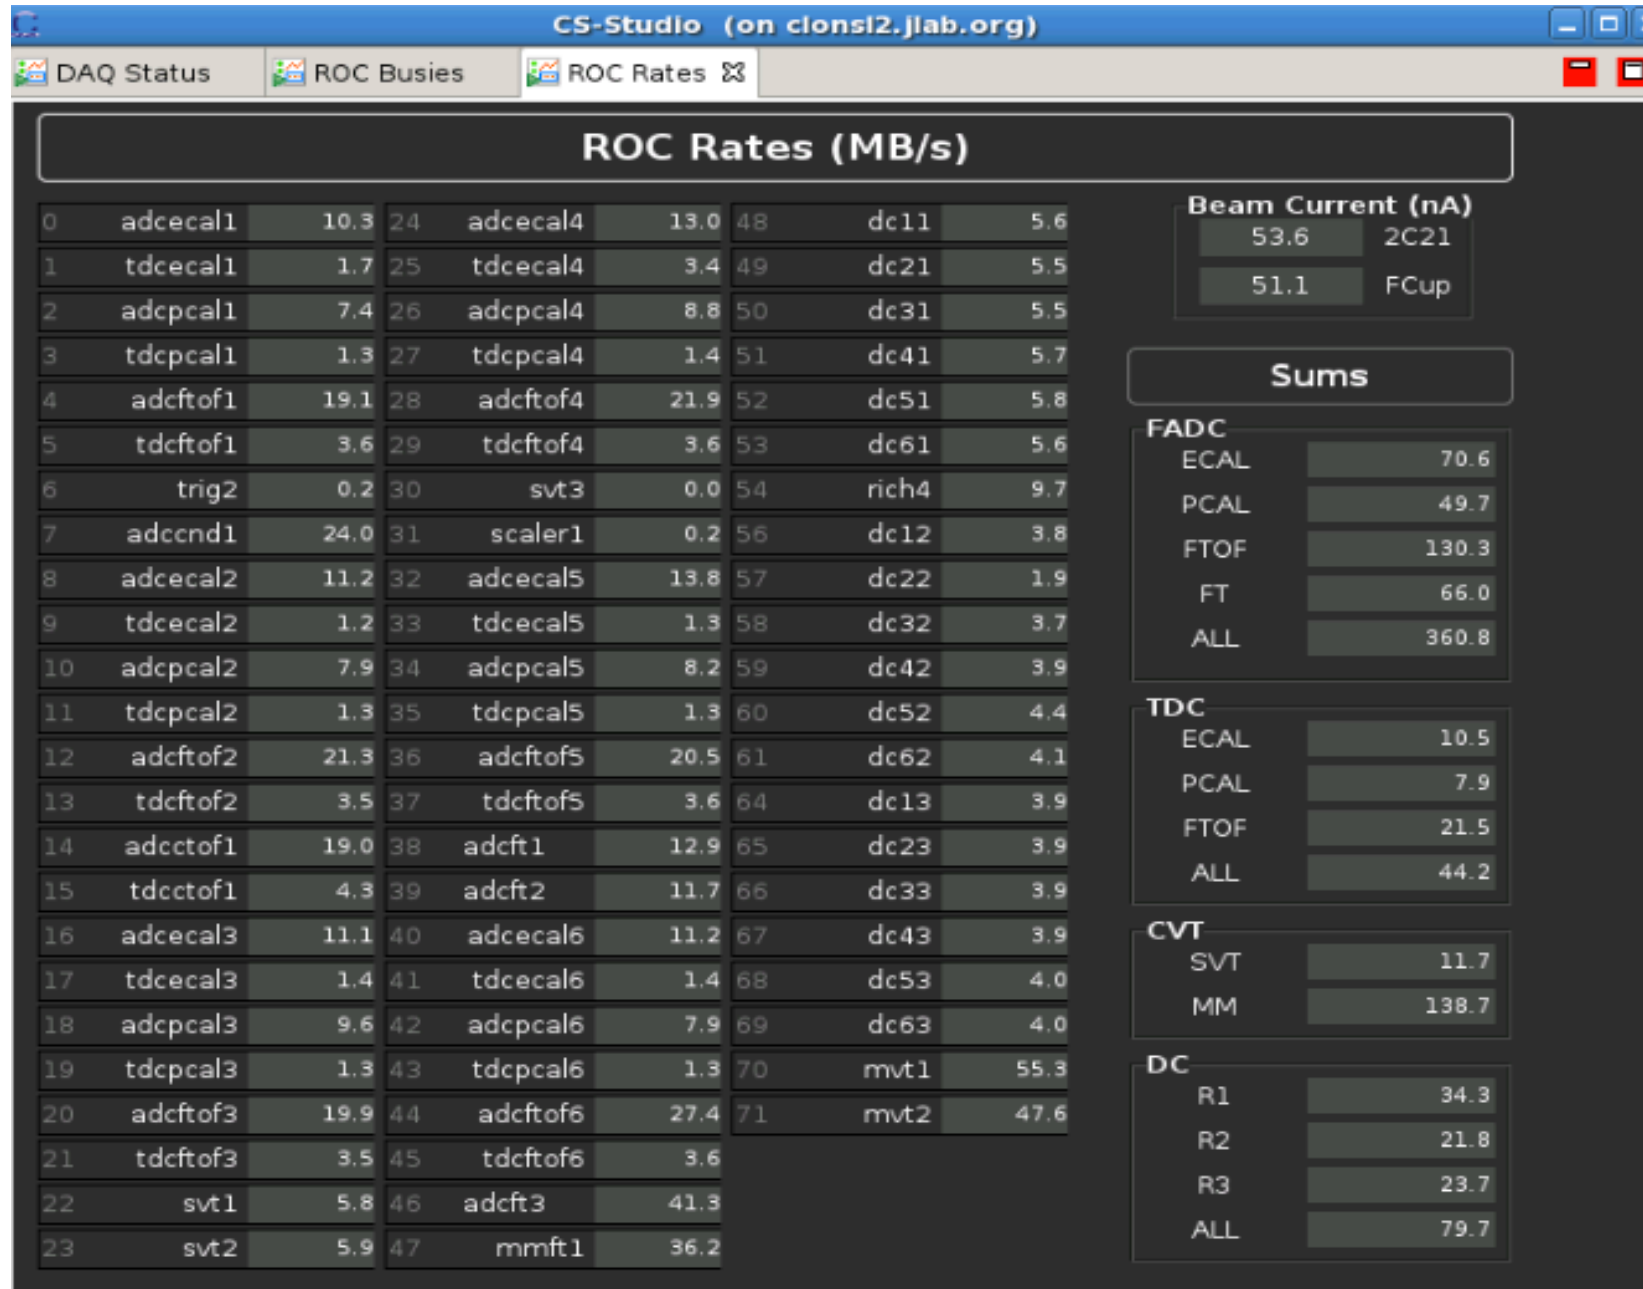 CS-Studio (on clonsl2.jlab.org)
DAQ Status ROC Busies ROC Rates
ROC Rates (MB/s)
0 adcecal1 10.3 24 adcecal4 13.0 48 dc11 5.6
1 tdcecal1 1.7 25 tdcecal4 3.4 49 dc21 5.5
2 adcpcal1 7.4 26 adcpcal4 8.8 50 dc31 5.5
3 tdcpcal1 1.3 27 tdcpcal4 1.4 51 dc41 5.7
4 adcftof1 19.1 28 adcftof4 21.9 52 dc51 5.8
5 tdcftof1 3.6 29 tdcftof4 3.6 53 dc61 5.6
6 trig2 0.2 30 svt3 0.0 54 rich4 9.7
7 adccnd1 24.0 31 scaler1 0.2 56 dc12 3.8
8 adcecal2 11.2 32 adcecal5 13.8 57 dc22 1.9
9 tdcecal2 1.2 33 tdcecal5 1.3 58 dc32 3.7
10 adcpcal2 7.9 34 adcpcal5 8.2 59 dc42 3.9
11 tdcpcal2 1.3 35 tdcpcal5 1.3 60 dc52 4.4
12 adcftof2 21.3 36 adcftof5 20.5 61 dc62 4.1
13 tdcftof2 3.5 37 tdcftof5 3.6 64 dc13 3.9
14 adcctof1 19.0 38 adcft1 12.9 65 dc23 3.9
15 tdcctof1 4.3 39 adcft2 11.7 66 dc33 3.9
16 adcecal3 11.1 40 adcecal6 11.2 67 dc43 3.9
17 tdcecal3 1.4 41 tdcecal6 1.4 68 dc53 4.0
18 adcpcal3 9.6 42 adcpcal6 7.9 69 dc63 4.0
19 tdcpcal3 1.3 43 tdcpcal6 1.3 70 mvt1 55.3
20 adcftof3 19.9 44 adcftof6 27.4 71 mvt2 47.6
21 tdcftof3 3.5 45 tdcftof6 3.6
22 svt1 5.8 46 adcft3 41.3
23 svt2 5.9 47 mmft1 36.2
Beam Current (nA)
53.6 2C21
51.1 FCup
Sums
FADC
ECAL 70.6
PCAL 49.7
FTOF 130.3
FT 66.0
ALL 360.8
TDC
ECAL 10.5
PCAL 7.9
FTOF 21.5
ALL 44.2
CVT
SVT 11.7
MM 138.7
DC
R1 34.3
R2 21.8
R3 23.7
ALL 79.7